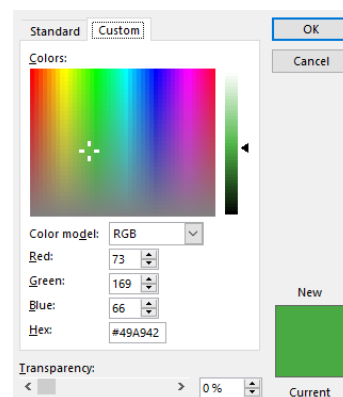 Standard Custom
OK
Colors:
Cancel
Color model: RGB
Red: 73
Green: 169
Blue: 66
Hex: #49A942
New
Transparency:
0 %
Current